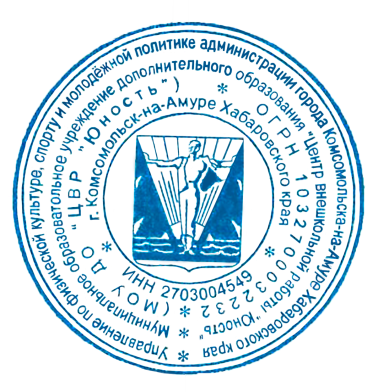 Управление по физической культуре, спорту и молодёжной политике администрации города Комсомольска-на-Амуре Хабаровского края
* Муниципальное образовательное учреждение дополнительного образования "Центр внешкольной работы "Юность"
* (МОУ ДО "ЦВР "Юность") * ОГРН 1032700032232
г.Комсомольск-на-Амуре Хабаровского края * ИНН 2703004549